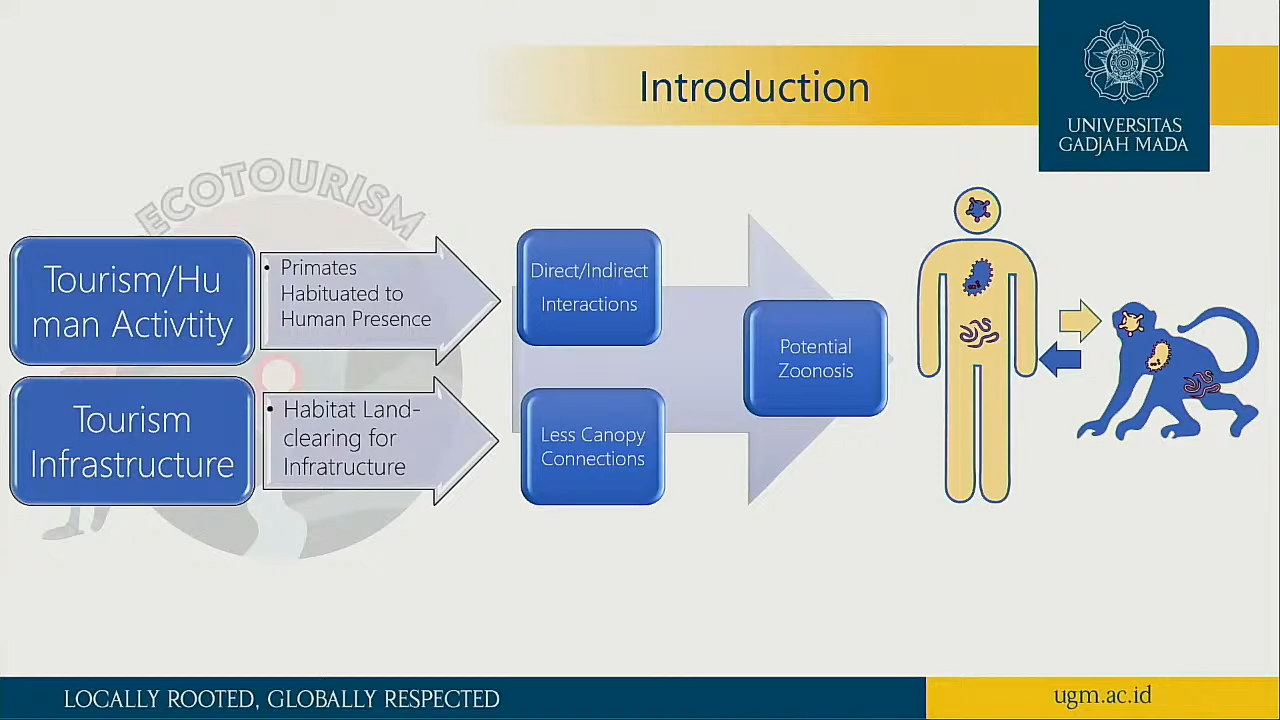 Introduction
UNIVERSITAS
GADJAH MADA
ECOTOURISM
Tourism/Hu
man Activtity
• Primates
Habituated to
Human Presence
Tourism
Infrastructure
• Habitat Land-
clearing for
Infratructure
Direct/Indirect
Interactions
Less Canopy
Connections
Potential
Zoonosis
LOCALLY ROOTED, GLOBALLY RESPECTED
ugm.ac.id